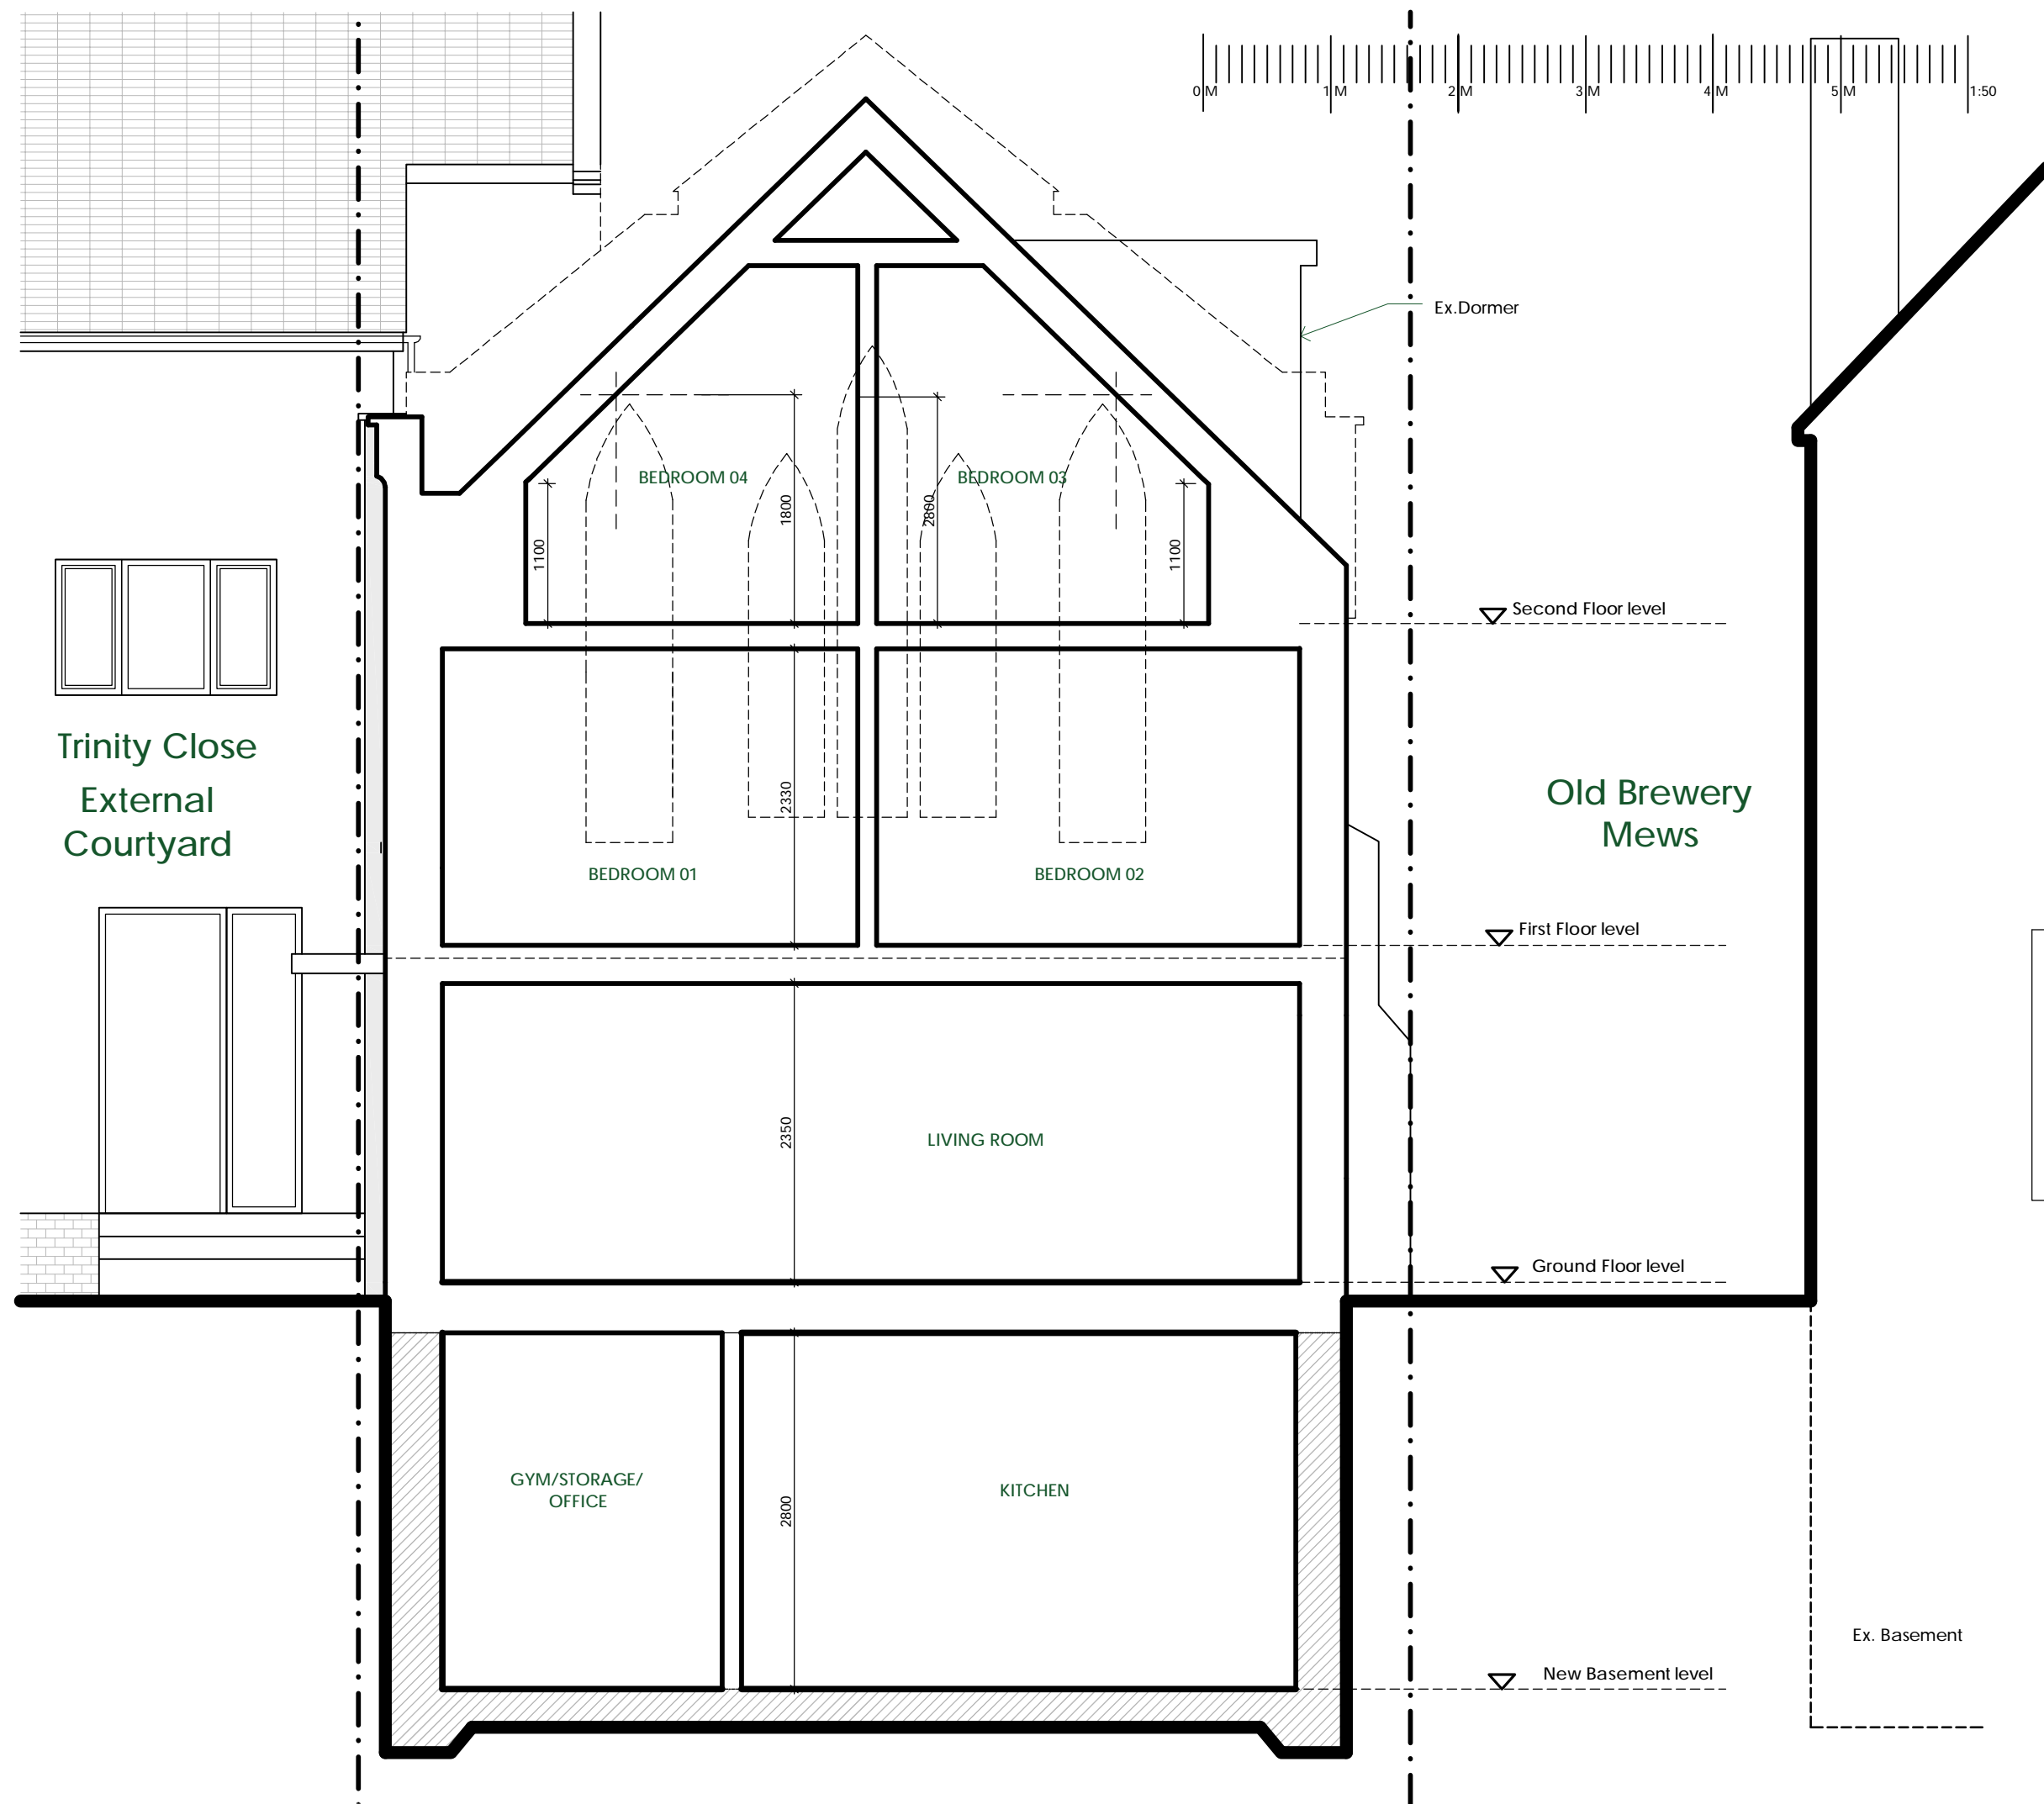 0 M
1 M
2 M
3 M
4 M
5 M
1:50
Ex.Dormer
BEDROOM 04
BEDROOM 03
1800
2800
1100
1100
Second Floor level
Trinity Close
External
Courtyard
2330
Old Brewery
Mews
BEDROOM 01
BEDROOM 02
First Floor level
2350
LIVING ROOM
Ground Floor level
GYM/STORAGE/
OFFICE
KITCHEN
2800
Ex. Basement
New Basement level